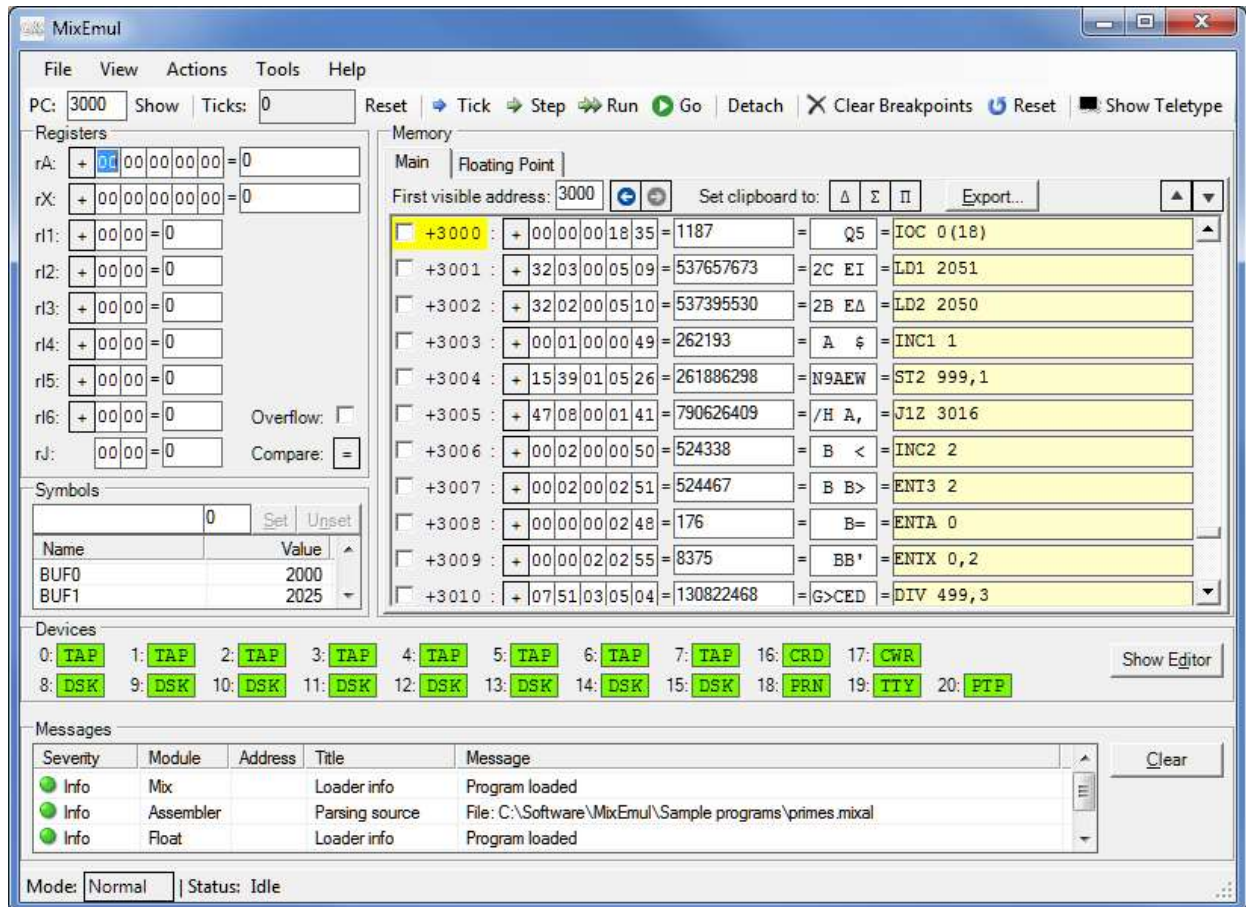 MixEmul
File View Actions Tools Help
PC: 3000 Show Ticks: 0 Reset Tick Step Run Go Detach Clear Breakpoints Reset Show Teletype
Registers
rA: + 00 00 00 00 00 = 0
rX: + 00 00 00 00 00 = 0
rI1: + 00 00 = 0
rI2: + 00 00 = 0
rI3: + 00 00 = 0
rI4: + 00 00 = 0
rI5: + 00 00 = 0
rI6: + 00 00 = 0 Overflow:
rJ: 00 00 = 0 Compare: =
Symbols
0 Set Unset
Name Value
BUF0 2000
BUF1 2025
Memory
Main Floating Point
First visible address: 3000 Set clipboard to: Δ Σ Π Export...
+3000 : + 00 00 00 18 35 = 1187 = Q5 = IOC 0(18)
+3001 : + 32 03 00 05 09 = 537657673 = 2C EI = LD1 2051
+3002 : + 32 02 00 05 10 = 537395530 = 2B EΔ = LD2 2050
+3003 : + 00 01 00 00 49 = 262193 = A $ = INC1 1
+3004 : + 15 39 01 05 26 = 261886298 = N9AEW = ST2 999,1
+3005 : + 47 08 00 01 41 = 790626409 = /H A, = J1Z 3016
+3006 : + 00 02 00 00 50 = 524338 = B < = INC2 2
+3007 : + 00 02 00 02 51 = 524467 = B B> = ENT3 2
+3008 : + 00 00 00 02 48 = 176 = B= = ENTA 0
+3009 : + 00 00 02 02 55 = 8375 = BB' = ENTX 0,2
+3010 : + 07 51 03 05 04 = 130822468 = G>CED = DIV 499,3
Devices
0: TAP 1: TAP 2: TAP 3: TAP 4: TAP 5: TAP 6: TAP 7: TAP 16: CRD 17: CWR
8: DSK 9: DSK 10: DSK 11: DSK 12: DSK 13: DSK 14: DSK 15: DSK 18: PRN 19: TTY 20: PTP
Show Editor
Messages
Severity Module Address Title Message
Info Mix Loader info Program loaded
Info Assembler Parsing source File: C:\Software\MixEmul\Sample programs\primes.mixal
Info Float Loader info Program loaded
Clear
Mode: Normal | Status: Idle